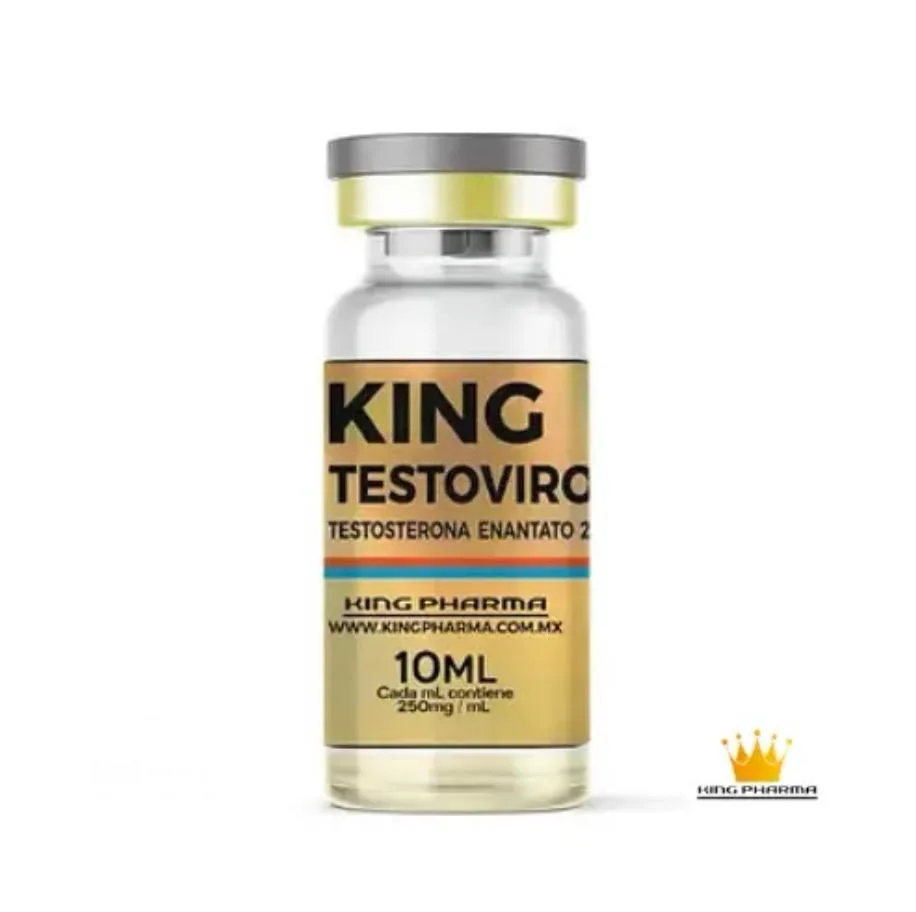 KING
TESTOVIRO
TESTOSTERONA ENANTATO 2
KING PHARMA
WWW.KINGPHARMA.COM.MX
10ML
Cada mL contiene
250mg / mL
KING PHARMA